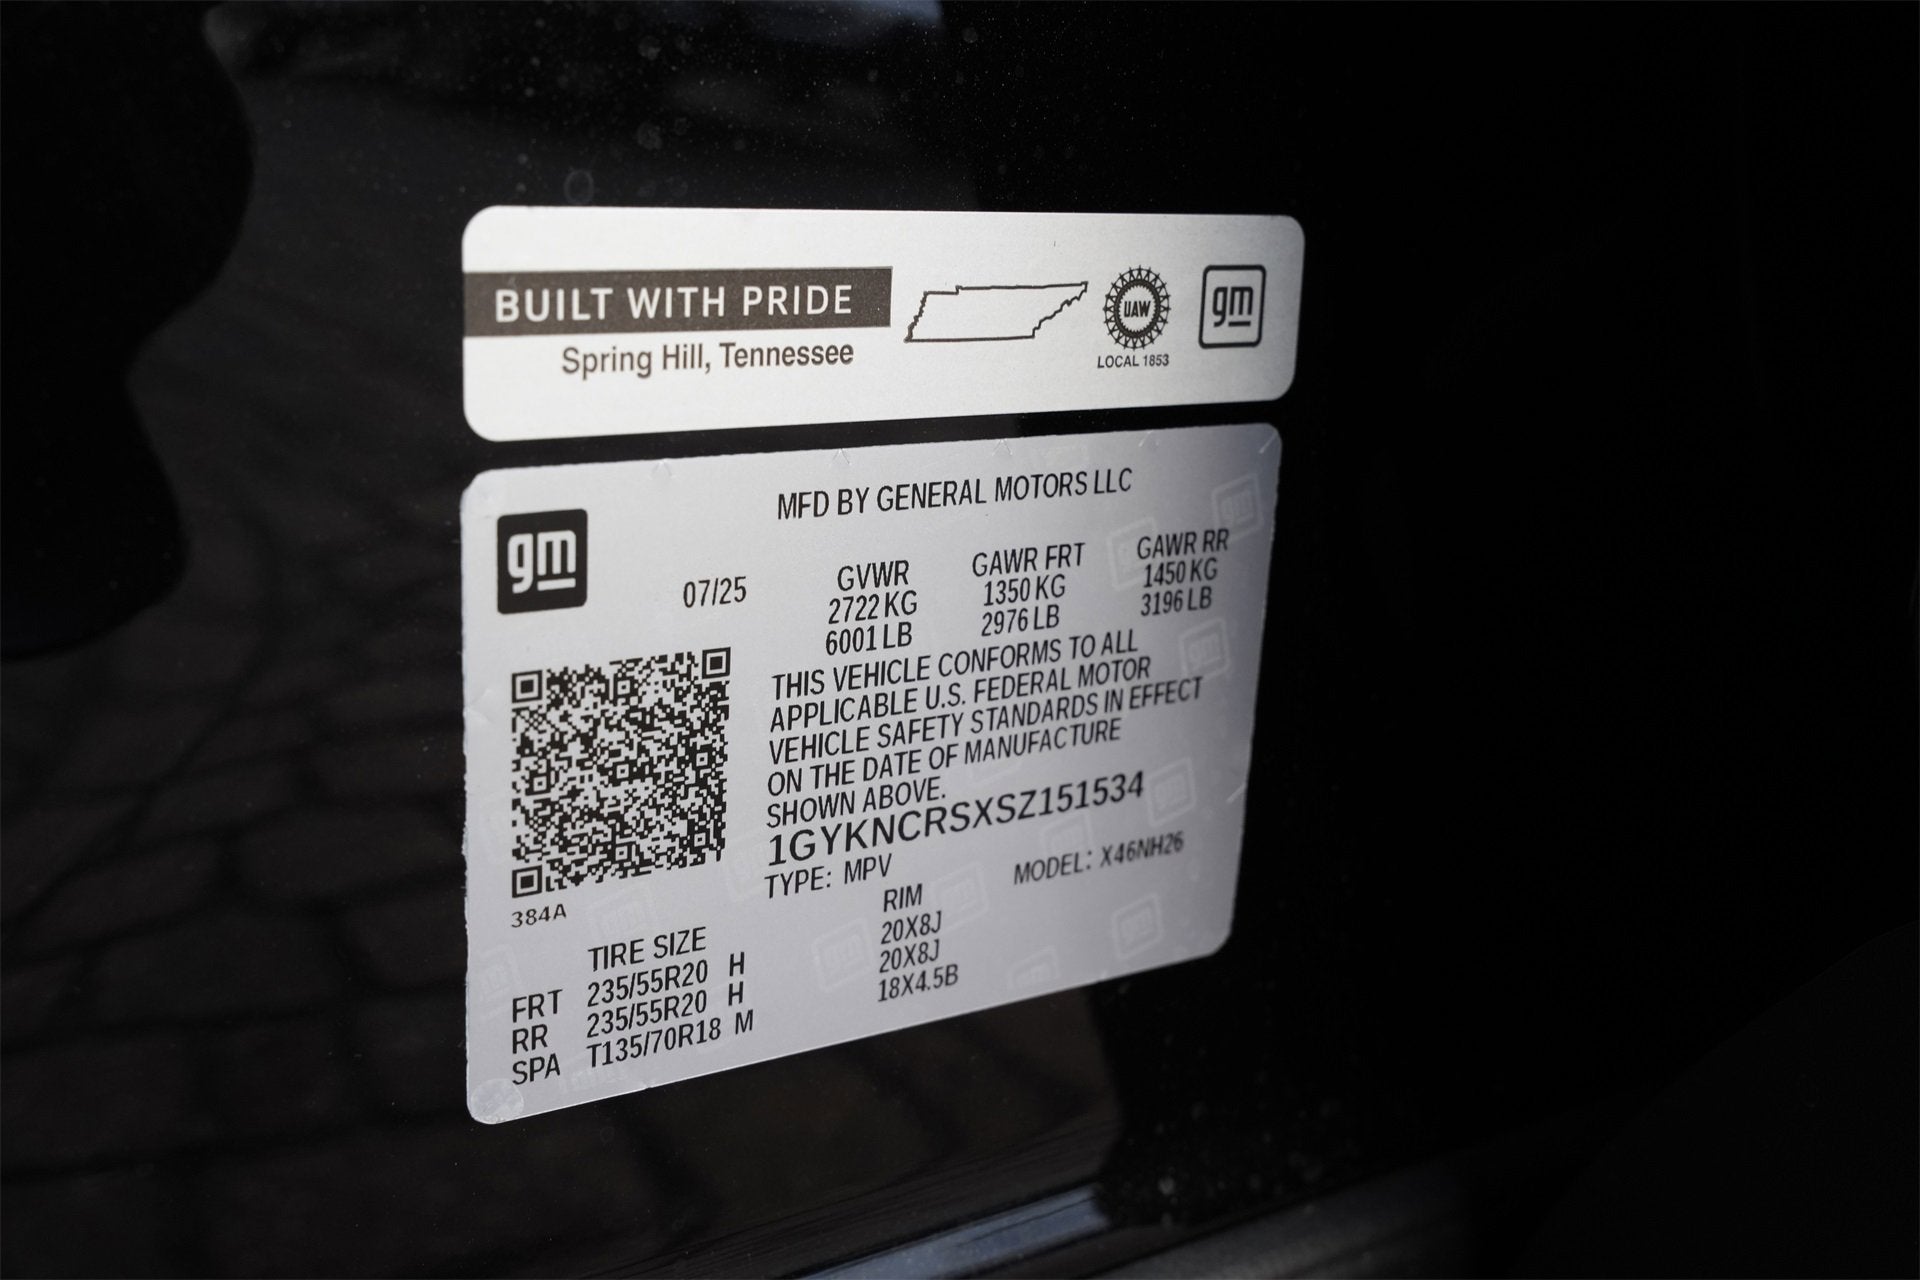 BUILT WITH PRIDE
Spring Hill, Tennessee
UAW
LOCAL 1853
gm
MFD BY GENERAL MOTORS LLC
gm
07/25
GVWR GAWR FRT GAWR RR
2722 KG 1350 KG 1450 KG
6001 LB 2976 LB 3196 LB
THIS VEHICLE CONFORMS TO ALL
APPLICABLE U.S. FEDERAL MOTOR
VEHICLE SAFETY STANDARDS IN EFFECT
ON THE DATE OF MANUFACTURE
SHOWN ABOVE.
1GYKNCRSXSZ151534
TYPE: MPV MODEL: X46NH26
384A
TIRE SIZE RIM
FRT 235/55R20 H 20X8J
RR 235/55R20 H 20X8J
SPA T135/70R18 M 18X4.5B